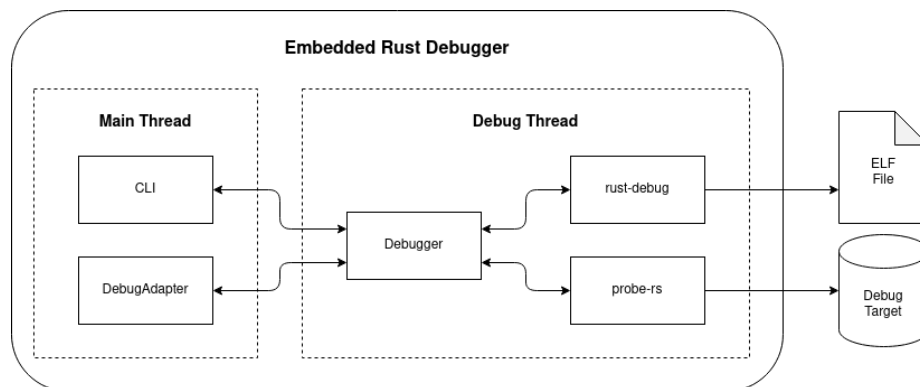 Embedded Rust Debugger
Main Thread
Debug Thread
CLI
rust-debug
ELF
File
Debugger
DebugAdapter
probe-rs
Debug
Target